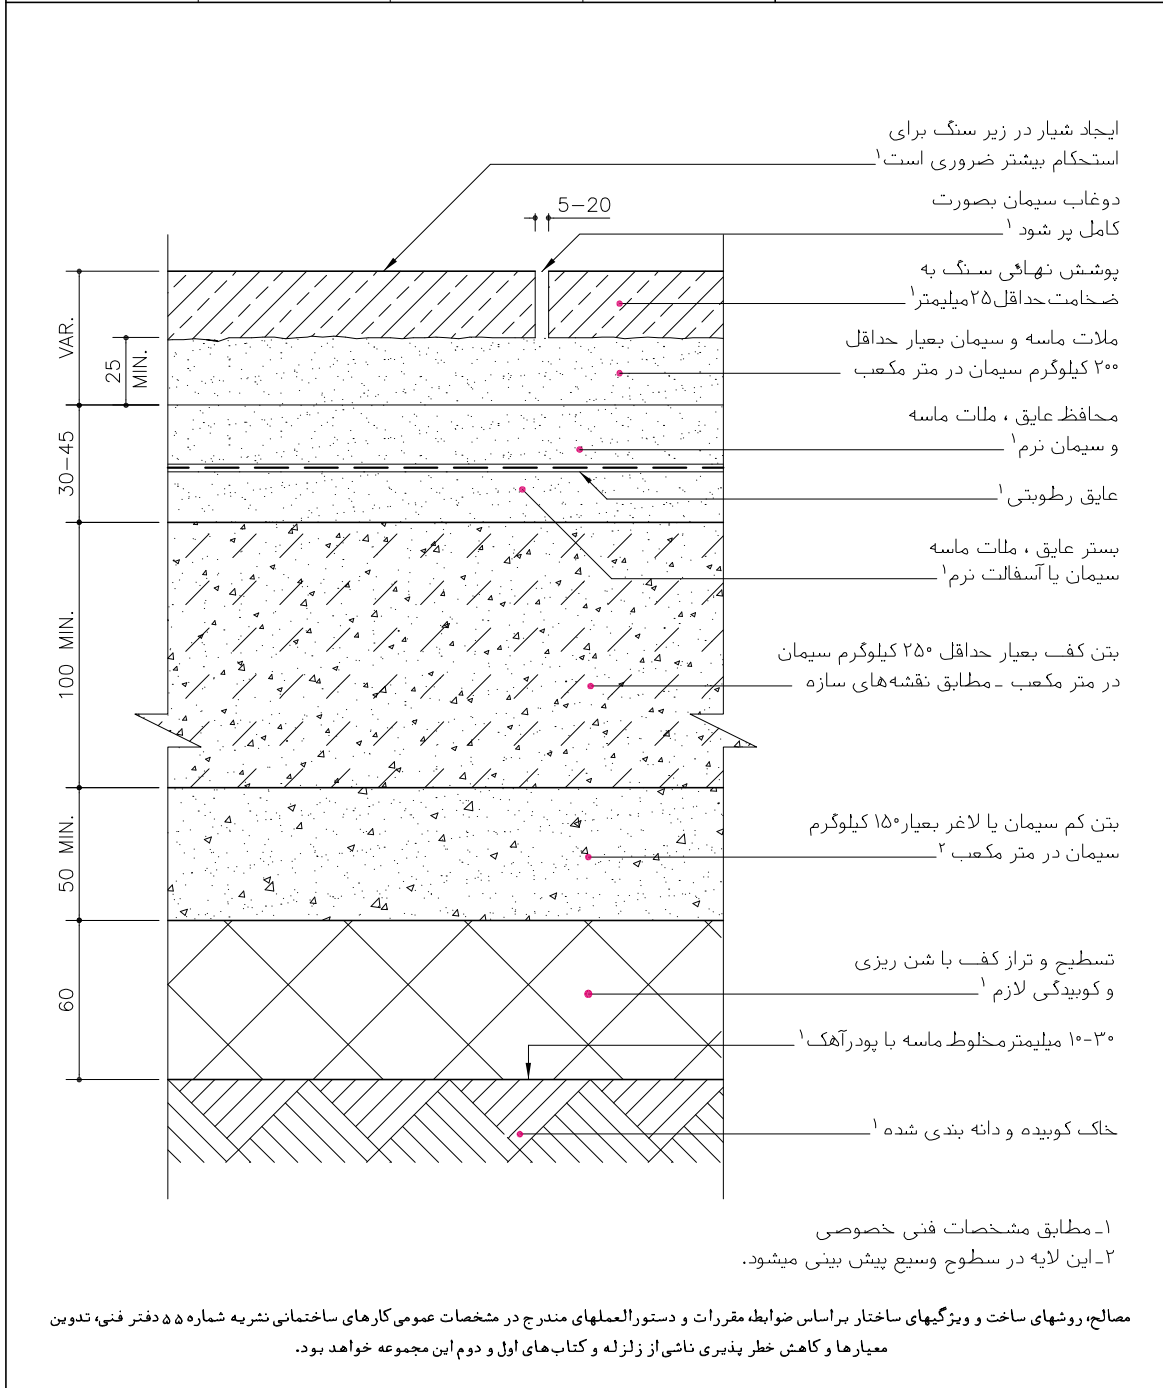 ایجاد شیار در زیر سنگ برای
استحکام بیشتر ضروری است۱
5-20
دوغاب سیمان بصورت
کامل پر شود ۱
پوشش نهائی سنگ به
ضخامت حداقل۲۵میلیمتر۱
VAR.
25
MIN.
ملات ماسه و سیمان بعیار حداقل
۲۰۰ کیلوگرم سیمان در متر مکعب
محافظ عایق ، ملات ماسه
و سیمان نرم۱
30-45
عایق رطوبتی۱
بستر عایق ، ملات ماسه
سیمان یا آسفالت نرم۱
100 MIN.
بتن کف بعیار حداقل ۲۵۰ کیلوگرم سیمان
در متر مکعب - مطابق نقشه‌های سازه
50 MIN.
بتن کم سیمان یا لاغر بعیار۱۵۰ کیلوگرم
سیمان در متر مکعب ۲
60
تسطیح و تراز کف با شن ریزی
و کوبیدگی لازم ۱
۱۰-۳۰ میلیمترمخلوط ماسه با پودرآهک۱
خاک کوبیده و دانه بندی شده ۱
۱- مطابق مشخصات فنی خصوصی
۲- این لایه در سطوح وسیع پیش بینی میشود.
مصالح، روشهای ساخت و ویژگیهای ساختار براساس ضوابط، مقررات و دستورالعملهای مندرج در مشخصات عمومی کارهای ساختمانی نشریه شماره ۵۵ دفتر فنی، تدوین
معیارها و کاهش خطر پذیری ناشی از زلزله و کتاب‌های اول و دوم این مجموعه خواهد بود.